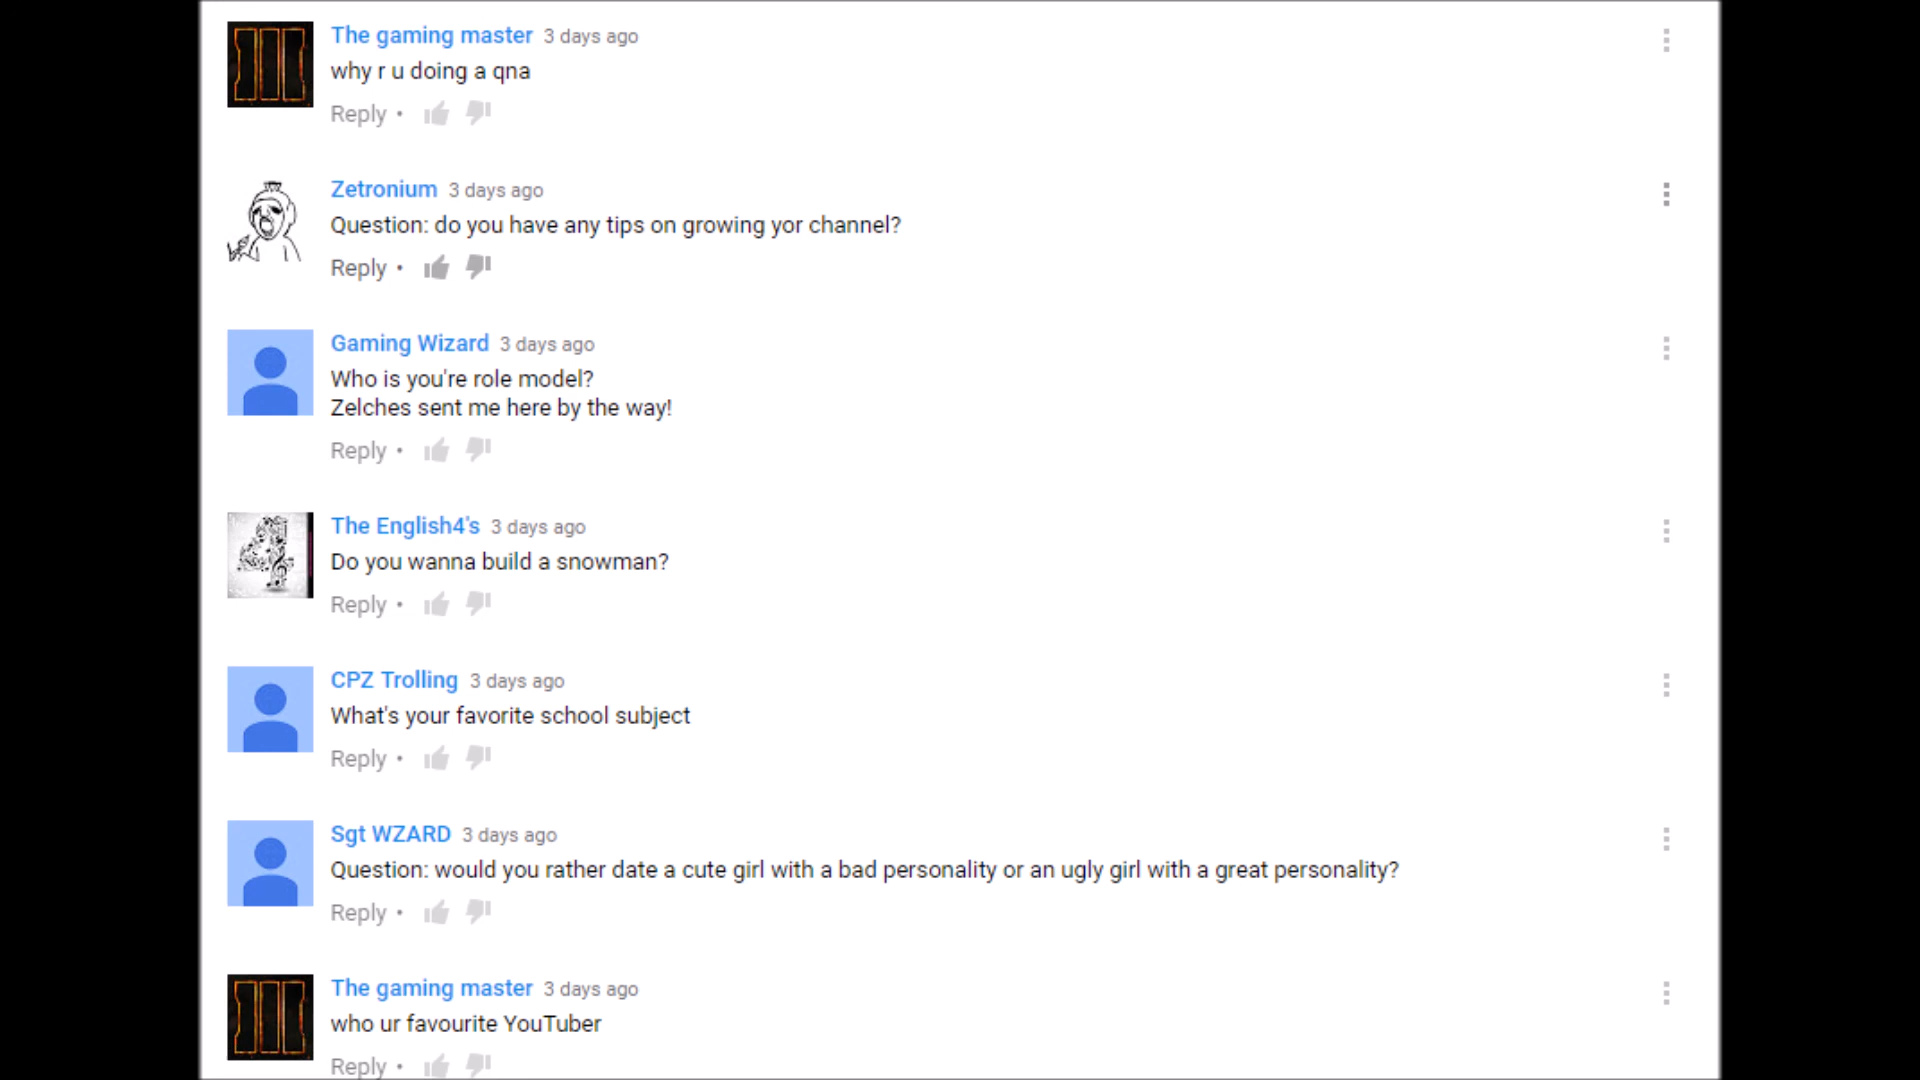 The gaming master 3 days ago
why r u doing a qna
Reply •
Zetronium 3 days ago
Question: do you have any tips on growing yor channel?
Reply •
Gaming Wizard 3 days ago
Who is you're role model?
Zelches sent me here by the way!
Reply •
The English4's 3 days ago
Do you wanna build a snowman?
Reply •
CPZ Trolling 3 days ago
What's your favorite school subject
Reply •
Sgt WZARD 3 days ago
Question: would you rather date a cute girl with a bad personality or an ugly girl with a great personality?
Reply •
The gaming master 3 days ago
who ur favourite YouTuber
Reply •